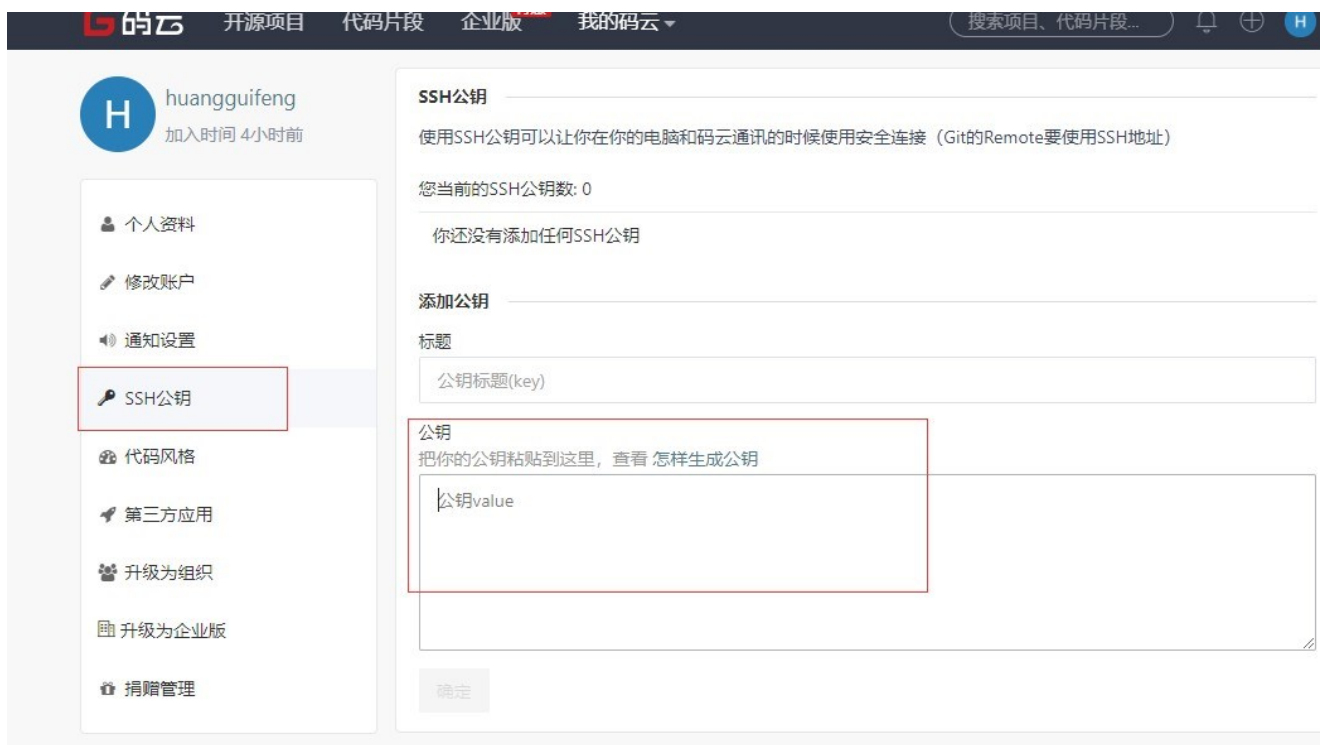 码云 开源项目 代码片段 企业版 我的码云 搜索项目、代码片段... H
H
huangguifeng
加入时间 4小时前
个人资料
修改账户
通知设置
SSH公钥
代码风格
第三方应用
升级为组织
升级为企业版
捐赠管理
SSH公钥
使用SSH公钥可以让你在你的电脑和码云通讯的时候使用安全连接（Git的Remote要使用SSH地址）
您当前的SSH公钥数: 0
你还没有添加任何SSH公钥
添加公钥
标题
公钥标题(key)
公钥
把你的公钥粘贴到这里，查看 怎样生成公钥
公钥value
确定